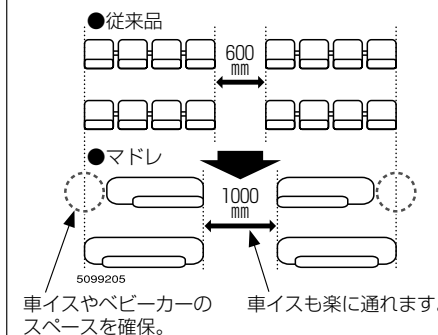 ●従来品
600
mm
●マドレ
1000
mm
5099205
車イスやベビーカーの
スペースを確保。
車イスも楽に通れます。